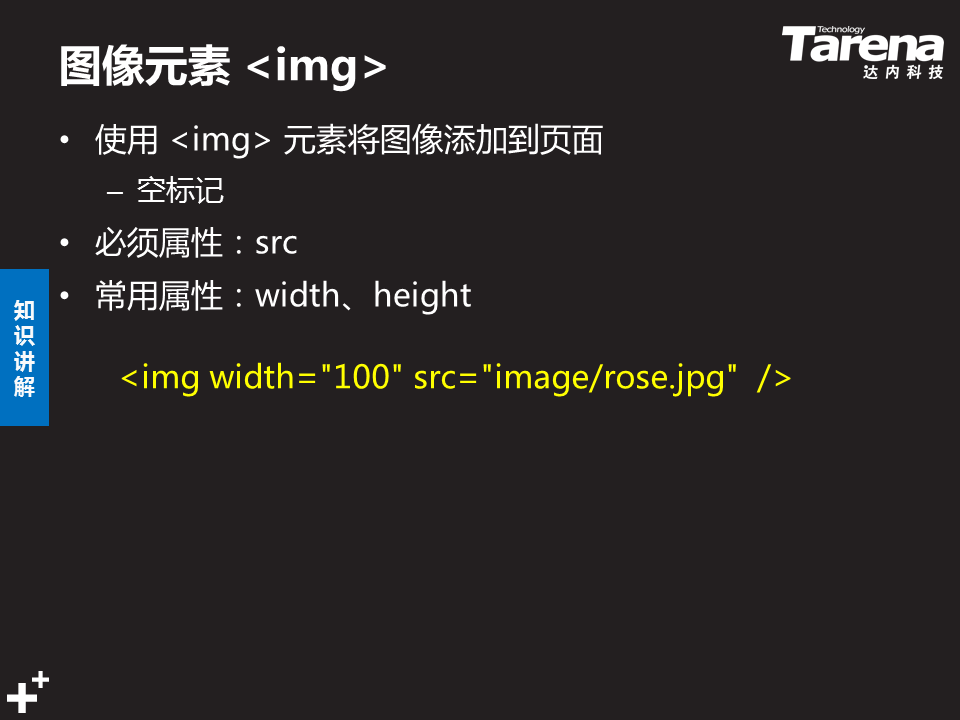 图像元素 <img>
Technology
Tarena
达内科技
• 使用 <img> 元素将图像添加到页面
– 空标记
• 必须属性：src
• 常用属性：width、height
知识讲解
<img width="100" src="image/rose.jpg"  />